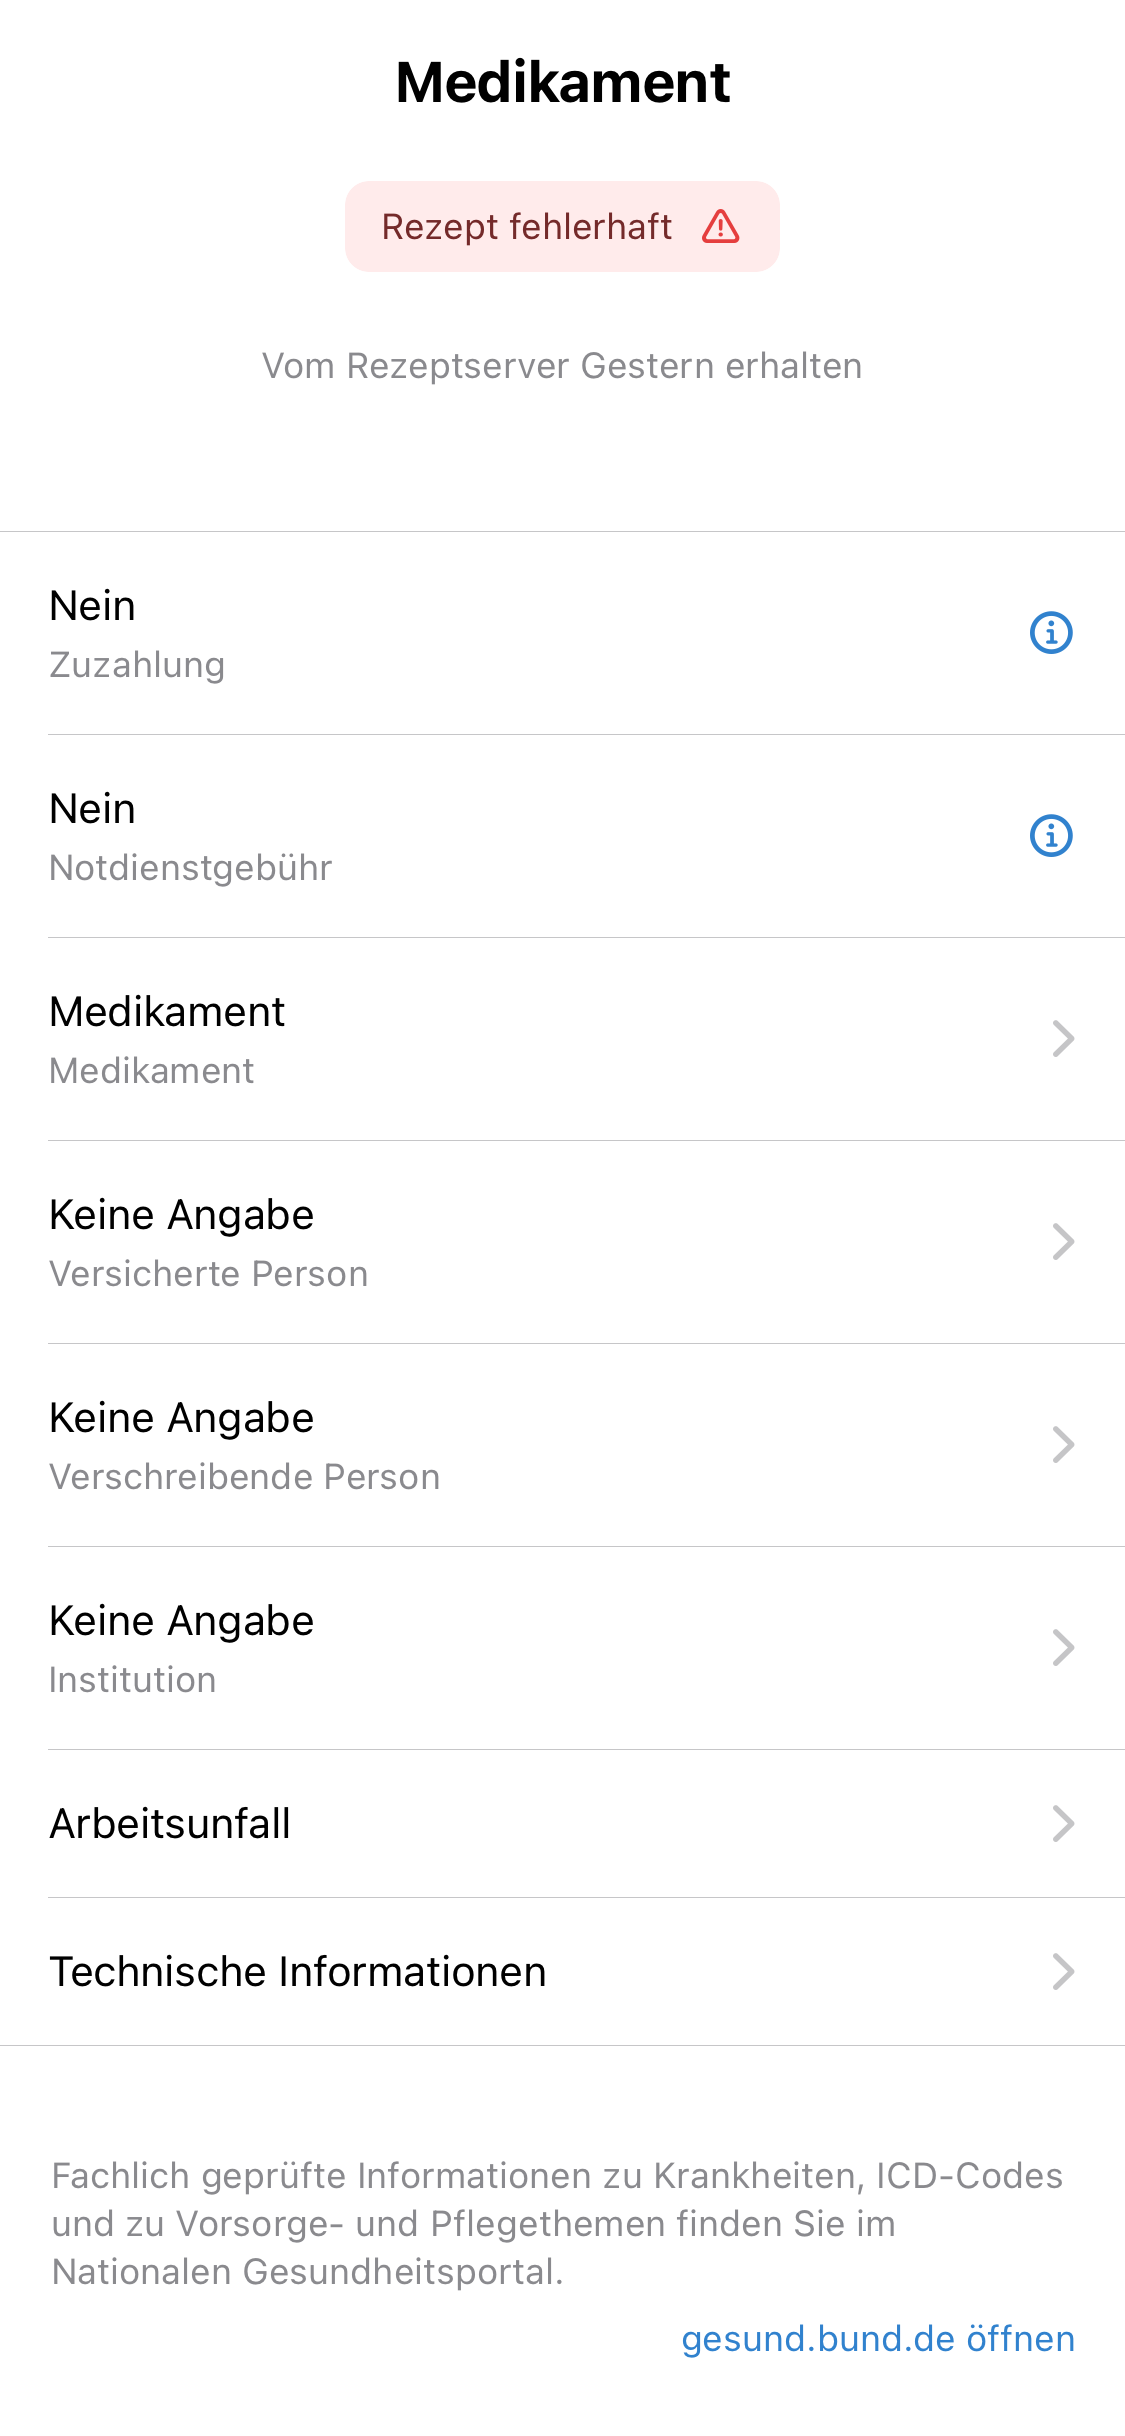 Medikament
Rezept fehlerhaft
Vom Rezeptserver Gestern erhalten
Nein
Zuzahlung
Nein
Notdienstgebühr
Medikament
Medikament
Keine Angabe
Versicherte Person
Keine Angabe
Verschreibende Person
Keine Angabe
Institution
Arbeitsunfall
Technische Informationen
Fachlich geprüfte Informationen zu Krankheiten, ICD-Codes
und zu Vorsorge- und Pflegethemen finden Sie im
Nationalen Gesundheitsportal.
gesund.bund.de öffnen